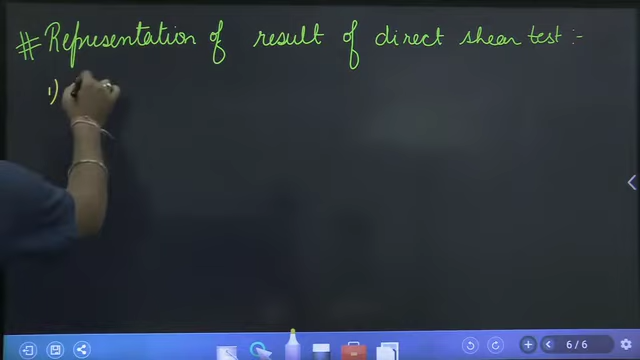 # Representation of result of direct shear test :-
1)
6/6